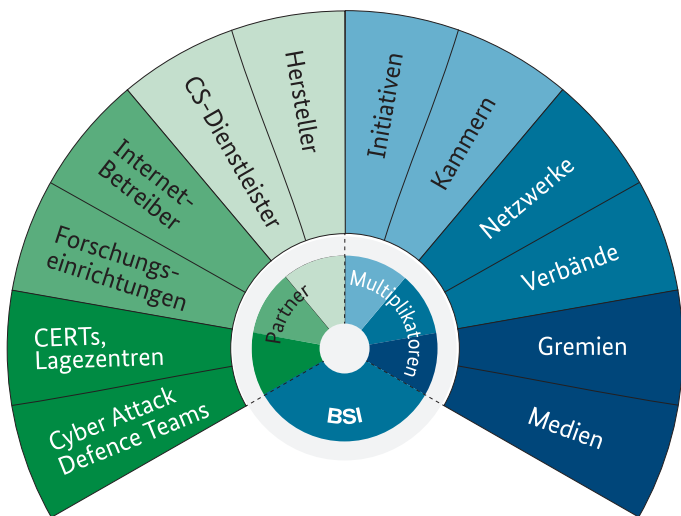 Cyber Attack
Defence Teams
CERTs,
Lagezentren
Forschungs-
einrichtungen
Internet-
Betreiber
CS-Dienstleister
Hersteller
Initiativen
Kammern
Netzwerke
Verbände
Gremien
Medien
Partner
Multiplikatoren
BSI